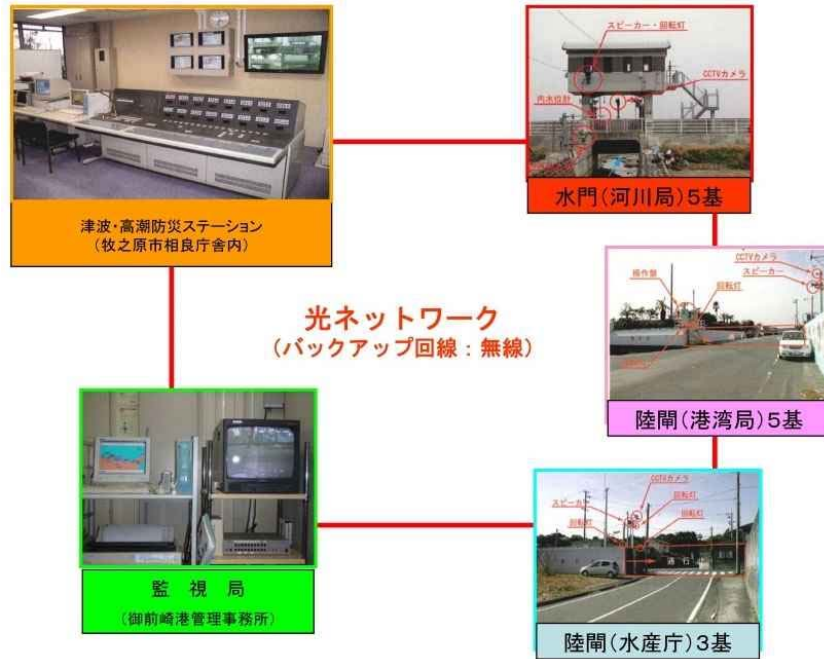 スピーカー・回転灯
CCTVカメラ
内水位計
水門(河川局)5基
津波・高潮防災ステーション
(牧之原市相良庁舎内)
CCTVカメラ
スピーカー
操作盤
回転灯
陸閘(港湾局)5基
光ネットワーク
(バックアップ回線:無線)
監視局
(御前崎港管理事務所)
CCTVカメラ
スピーカー
回転灯
回転灯
回転灯
陸閘(水産庁)3基